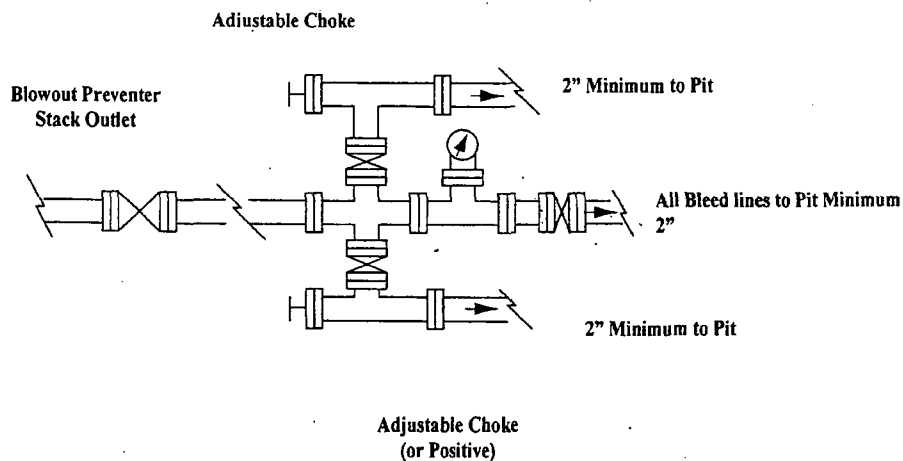 Adiustable Choke
Blowout Preventer
Stack Outlet
2” Minimum to Pit
All Bleed lines to Pit Minimum
2”
2” Minimum to Pit
Adjustable Choke
(or Positive)